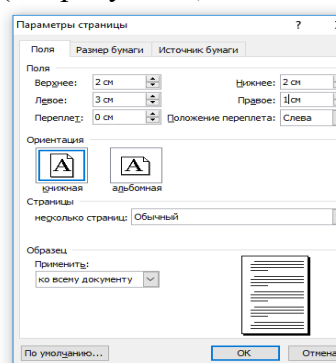 Параметры страницы ?
Поля Размер бумаги Источник бумаги
Поля
Верхнее: 2 см Нижнее: 2 см
Левое: 3 см Правое: 1 см
Переплет: 0 см Положение переплета: Слева
Ориентация
A A
книжная альбомная
Страницы
несколько страниц: Обычный
Образец
Применить:
ко всему документу
По умолчанию... ОК Отмена